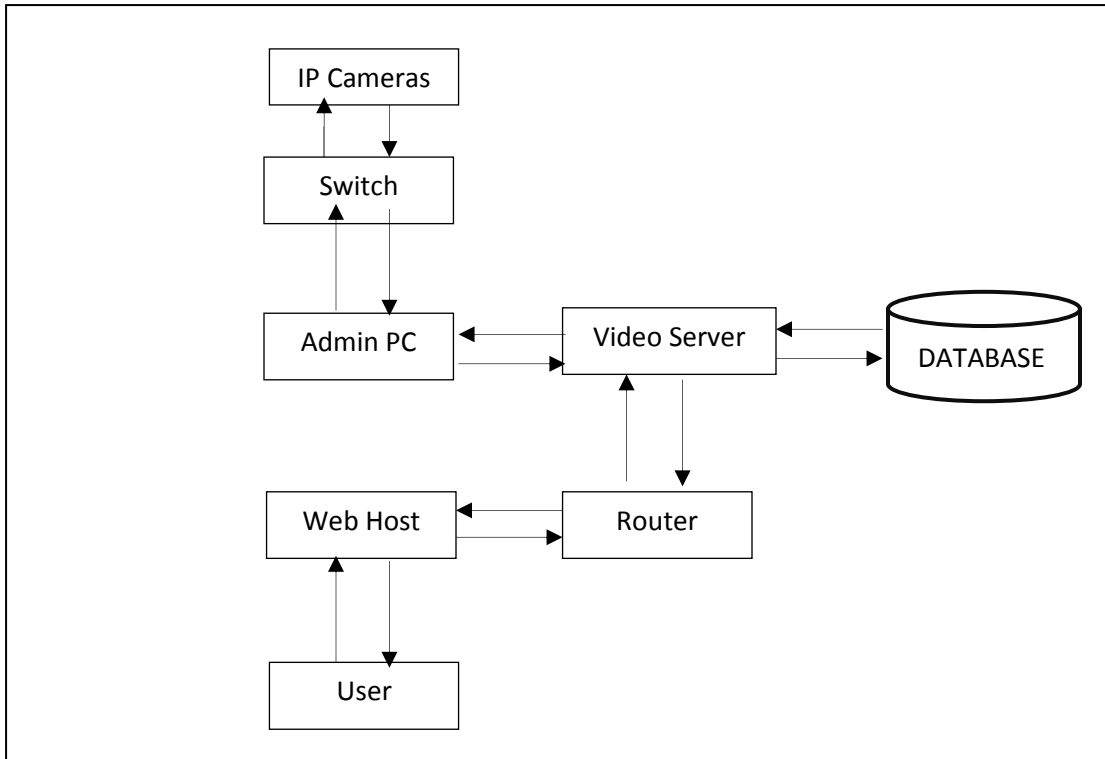 IP Cameras
Switch
Admin PC
Video Server
DATABASE
Web Host
Router
User